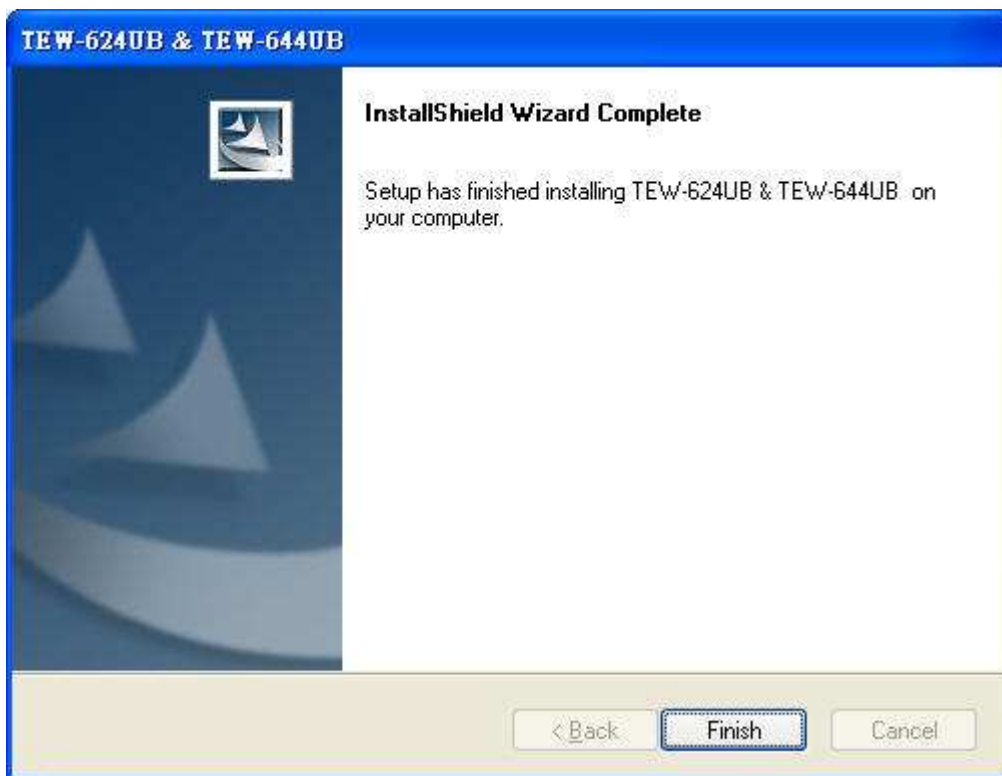 TEW-624UB & TEW-644UB
InstallShield Wizard Complete
Setup has finished installing TEW-624UB & TEW-644UB on
your computer.
< Back
Finish
Cancel